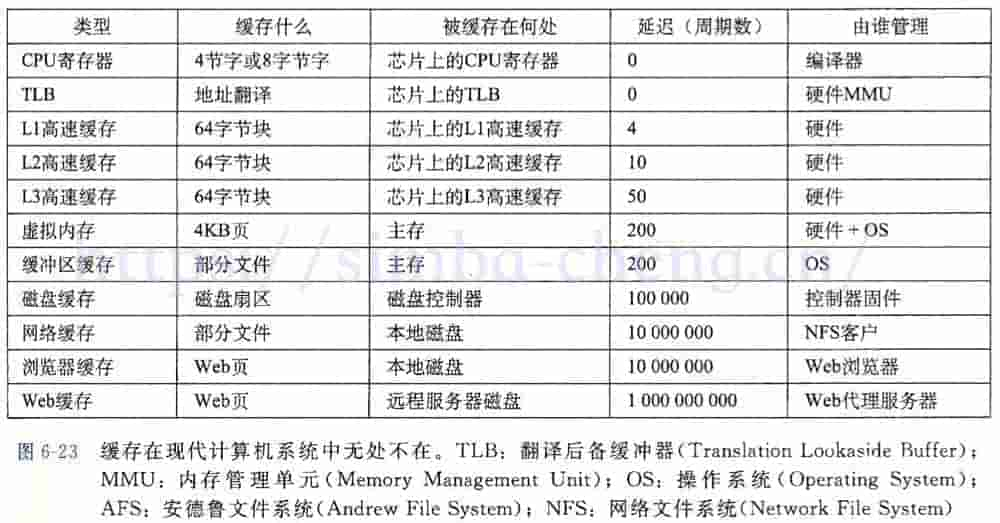 类型 缓存什么 被缓存在何处 延迟（周期数） 由谁管理
CPU寄存器 4节字或8字节字 芯片上的CPU寄存器 0 编译器
TLB 地址翻译 芯片上的TLB 0 硬件MMU
L1高速缓存 64字节块 芯片上的L1高速缓存 4 硬件
L2高速缓存 64字节块 芯片上的L2高速缓存 10 硬件
L3高速缓存 64字节块 芯片上的L3高速缓存 50 硬件
虚拟内存 4KB页 主存 200 硬件+OS
https://simba-cheng.cn/
缓冲区缓存 部分文件 主存 200 OS
磁盘缓存 磁盘扇区 磁盘控制器 100 000 控制器固件
网络缓存 部分文件 本地磁盘 10 000 000 NFS客户
浏览器缓存 Web页 本地磁盘 10 000 000 Web浏览器
Web缓存 Web页 远程服务器磁盘 1 000 000 000 Web代理服务器
图 6-23 缓存在现代计算机系统中无处不在。TLB：翻译后备缓冲器(Translation Lookaside Buffer)；
MMU：内存管理单元(Memory Management Unit)；OS：操作系统(Operating System)；
AFS：安德鲁文件系统(Andrew File System)；NFS：网络文件系统(Network File System)